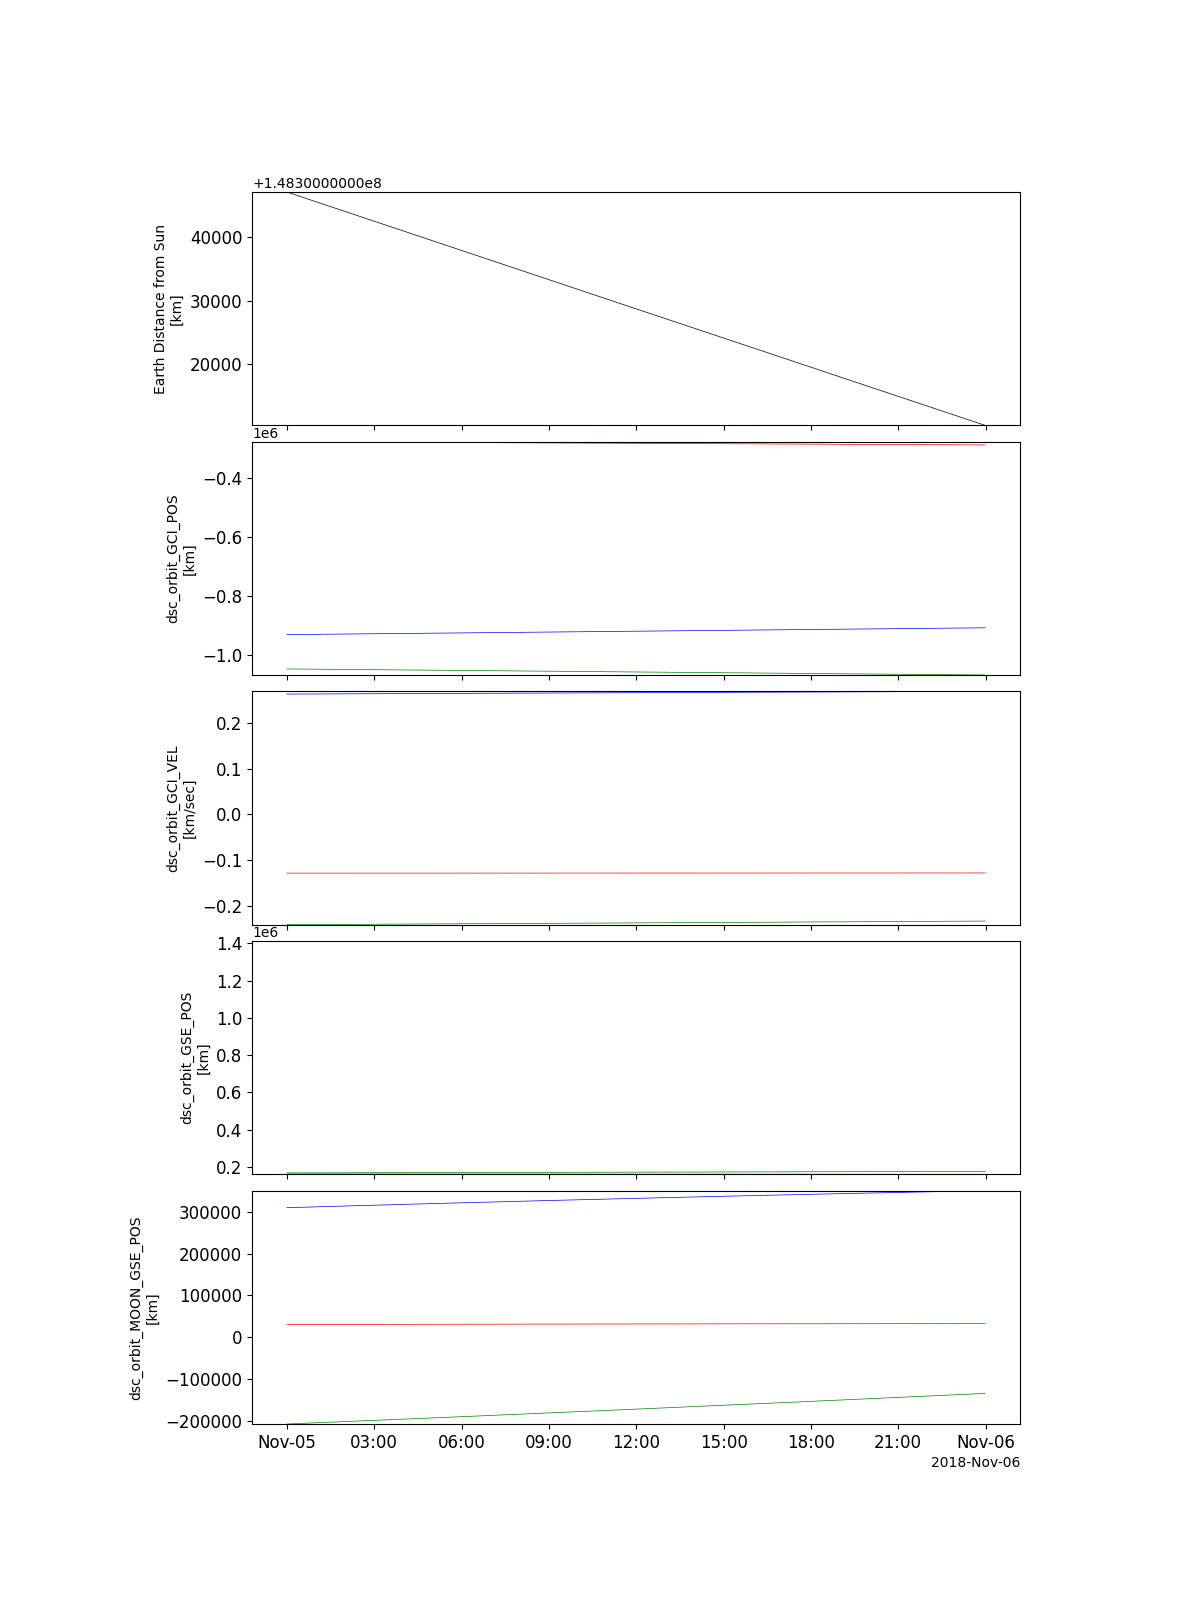 +1.4830000000e8
Earth Distance from Sun
[km]
40000
30000
20000
1e6
dsc_orbit_GCI_POS
[km]
−0.4
−0.6
−0.8
−1.0
dsc_orbit_GCI_VEL
[km/sec]
0.2
0.1
0.0
−0.1
−0.2
1e6
dsc_orbit_GSE_POS
[km]
1.4
1.2
1.0
0.8
0.6
0.4
0.2
dsc_orbit_MOON_GSE_POS
[km]
300000
200000
100000
0
−100000
−200000
Nov-05 03:00 06:00 09:00 12:00 15:00 18:00 21:00 Nov-06
2018-Nov-06